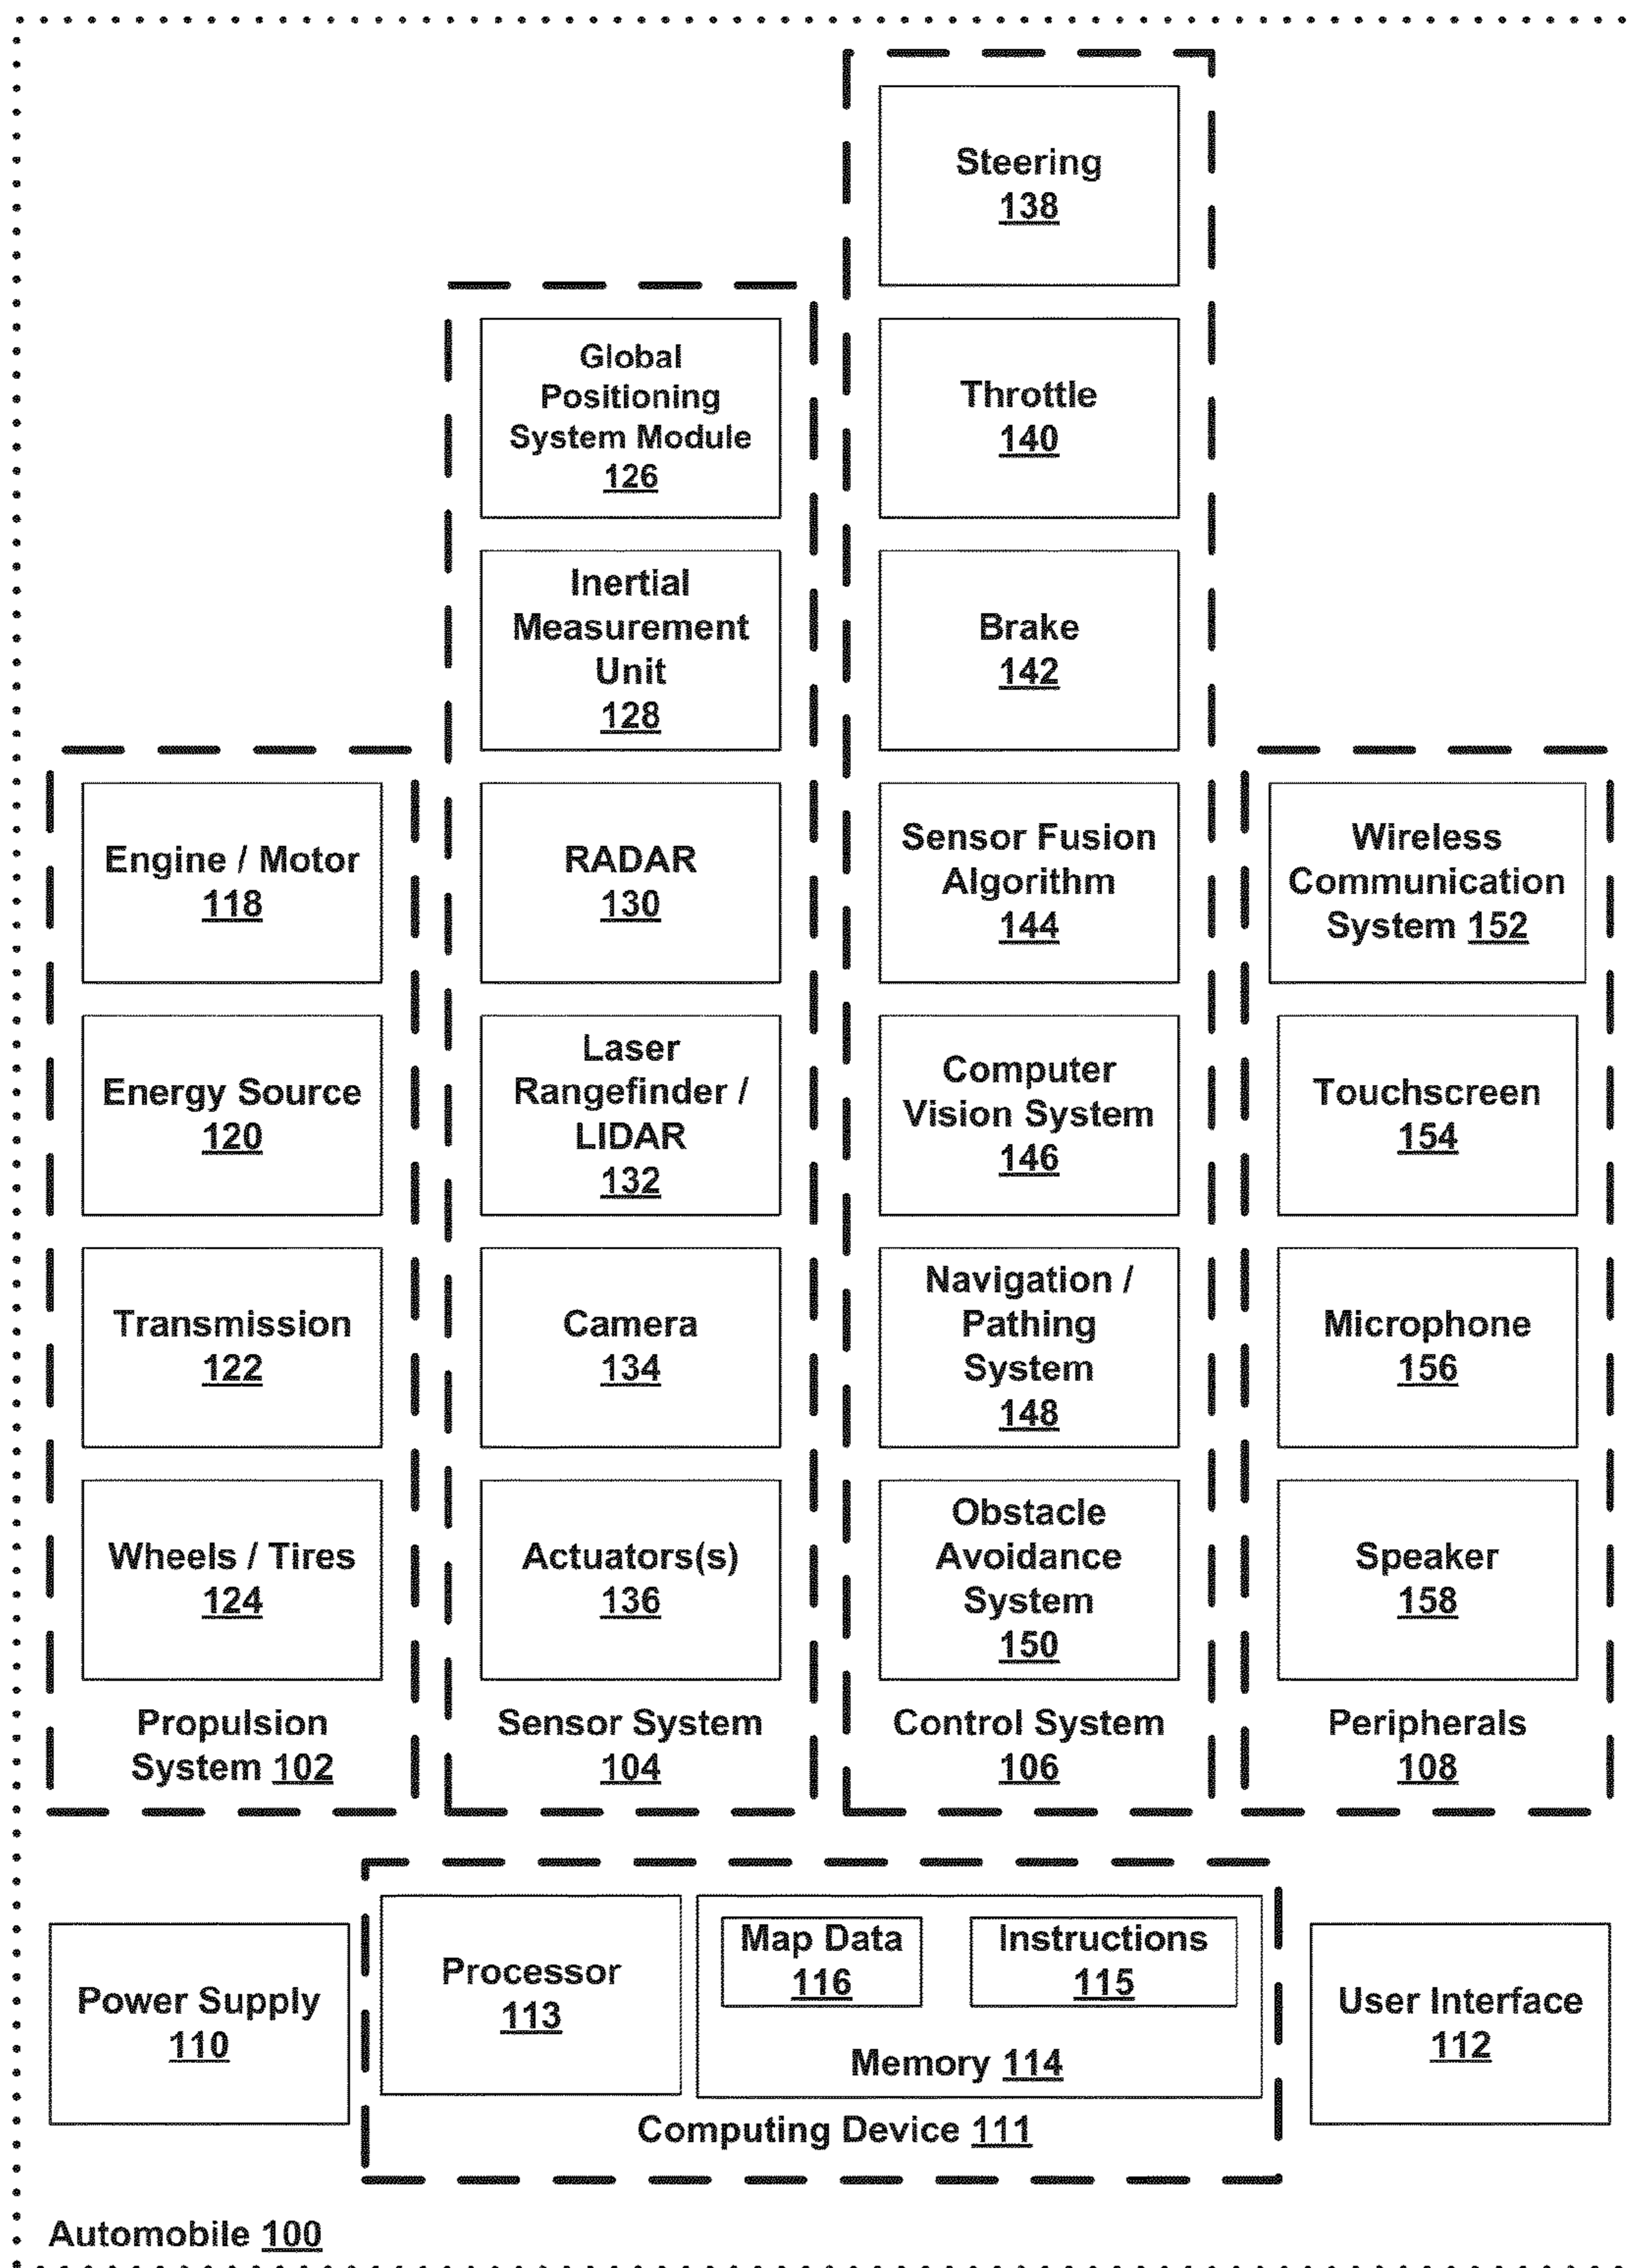 Steering
138
Global
Positioning
System Module
126
Throttle
140
Inertial
Measurement
Unit
128
Brake
142
Engine / Motor
118
RADAR
130
Sensor Fusion
Algorithm
144
Wireless
Communication
System 152
Energy Source
120
Laser
Rangefinder /
LIDAR
132
Computer
Vision System
146
Touchscreen
154
Transmission
122
Camera
134
Navigation /
Pathing
System
148
Microphone
156
Wheels / Tires
124
Actuators(s)
136
Obstacle
Avoidance
System
150
Speaker
158
Propulsion
System 102
Sensor System
104
Control System
106
Peripherals
108
Power Supply
110
Processor
113
Map Data
116
Instructions
115
Memory 114
Computing Device 111
User Interface
112
Automobile 100